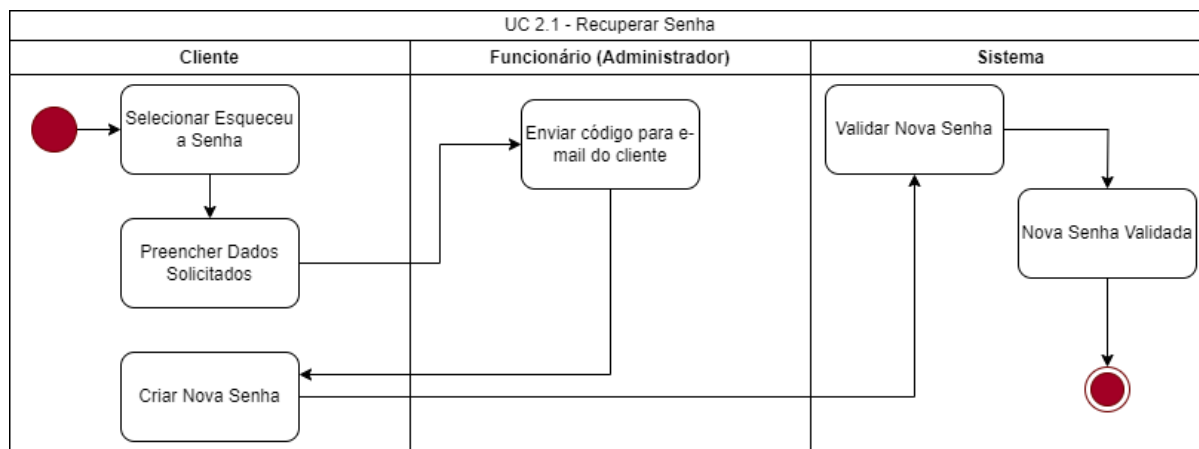 UC 2.1 - Recuperar Senha
Cliente
Funcionário (Administrador)
Sistema
Selecionar Esqueceu
a Senha
Preencher Dados
Solicitados
Criar Nova Senha
Enviar código para e-
mail do cliente
Validar Nova Senha
Nova Senha Validada